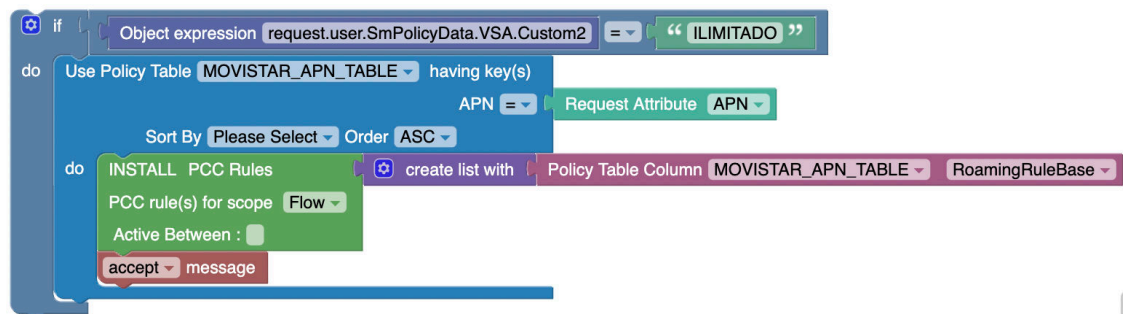 if Object expression request.user.SmPolicyData.VSA.Custom2 = “ ILIMITADO ”
do Use Policy Table MOVISTAR_APN_TABLE having key(s)
APN = Request Attribute APN
Sort By Please Select Order ASC
do INSTALL PCC Rules create list with Policy Table Column MOVISTAR_APN_TABLE RoamingRuleBase
PCC rule(s) for scope Flow
Active Between :
accept message